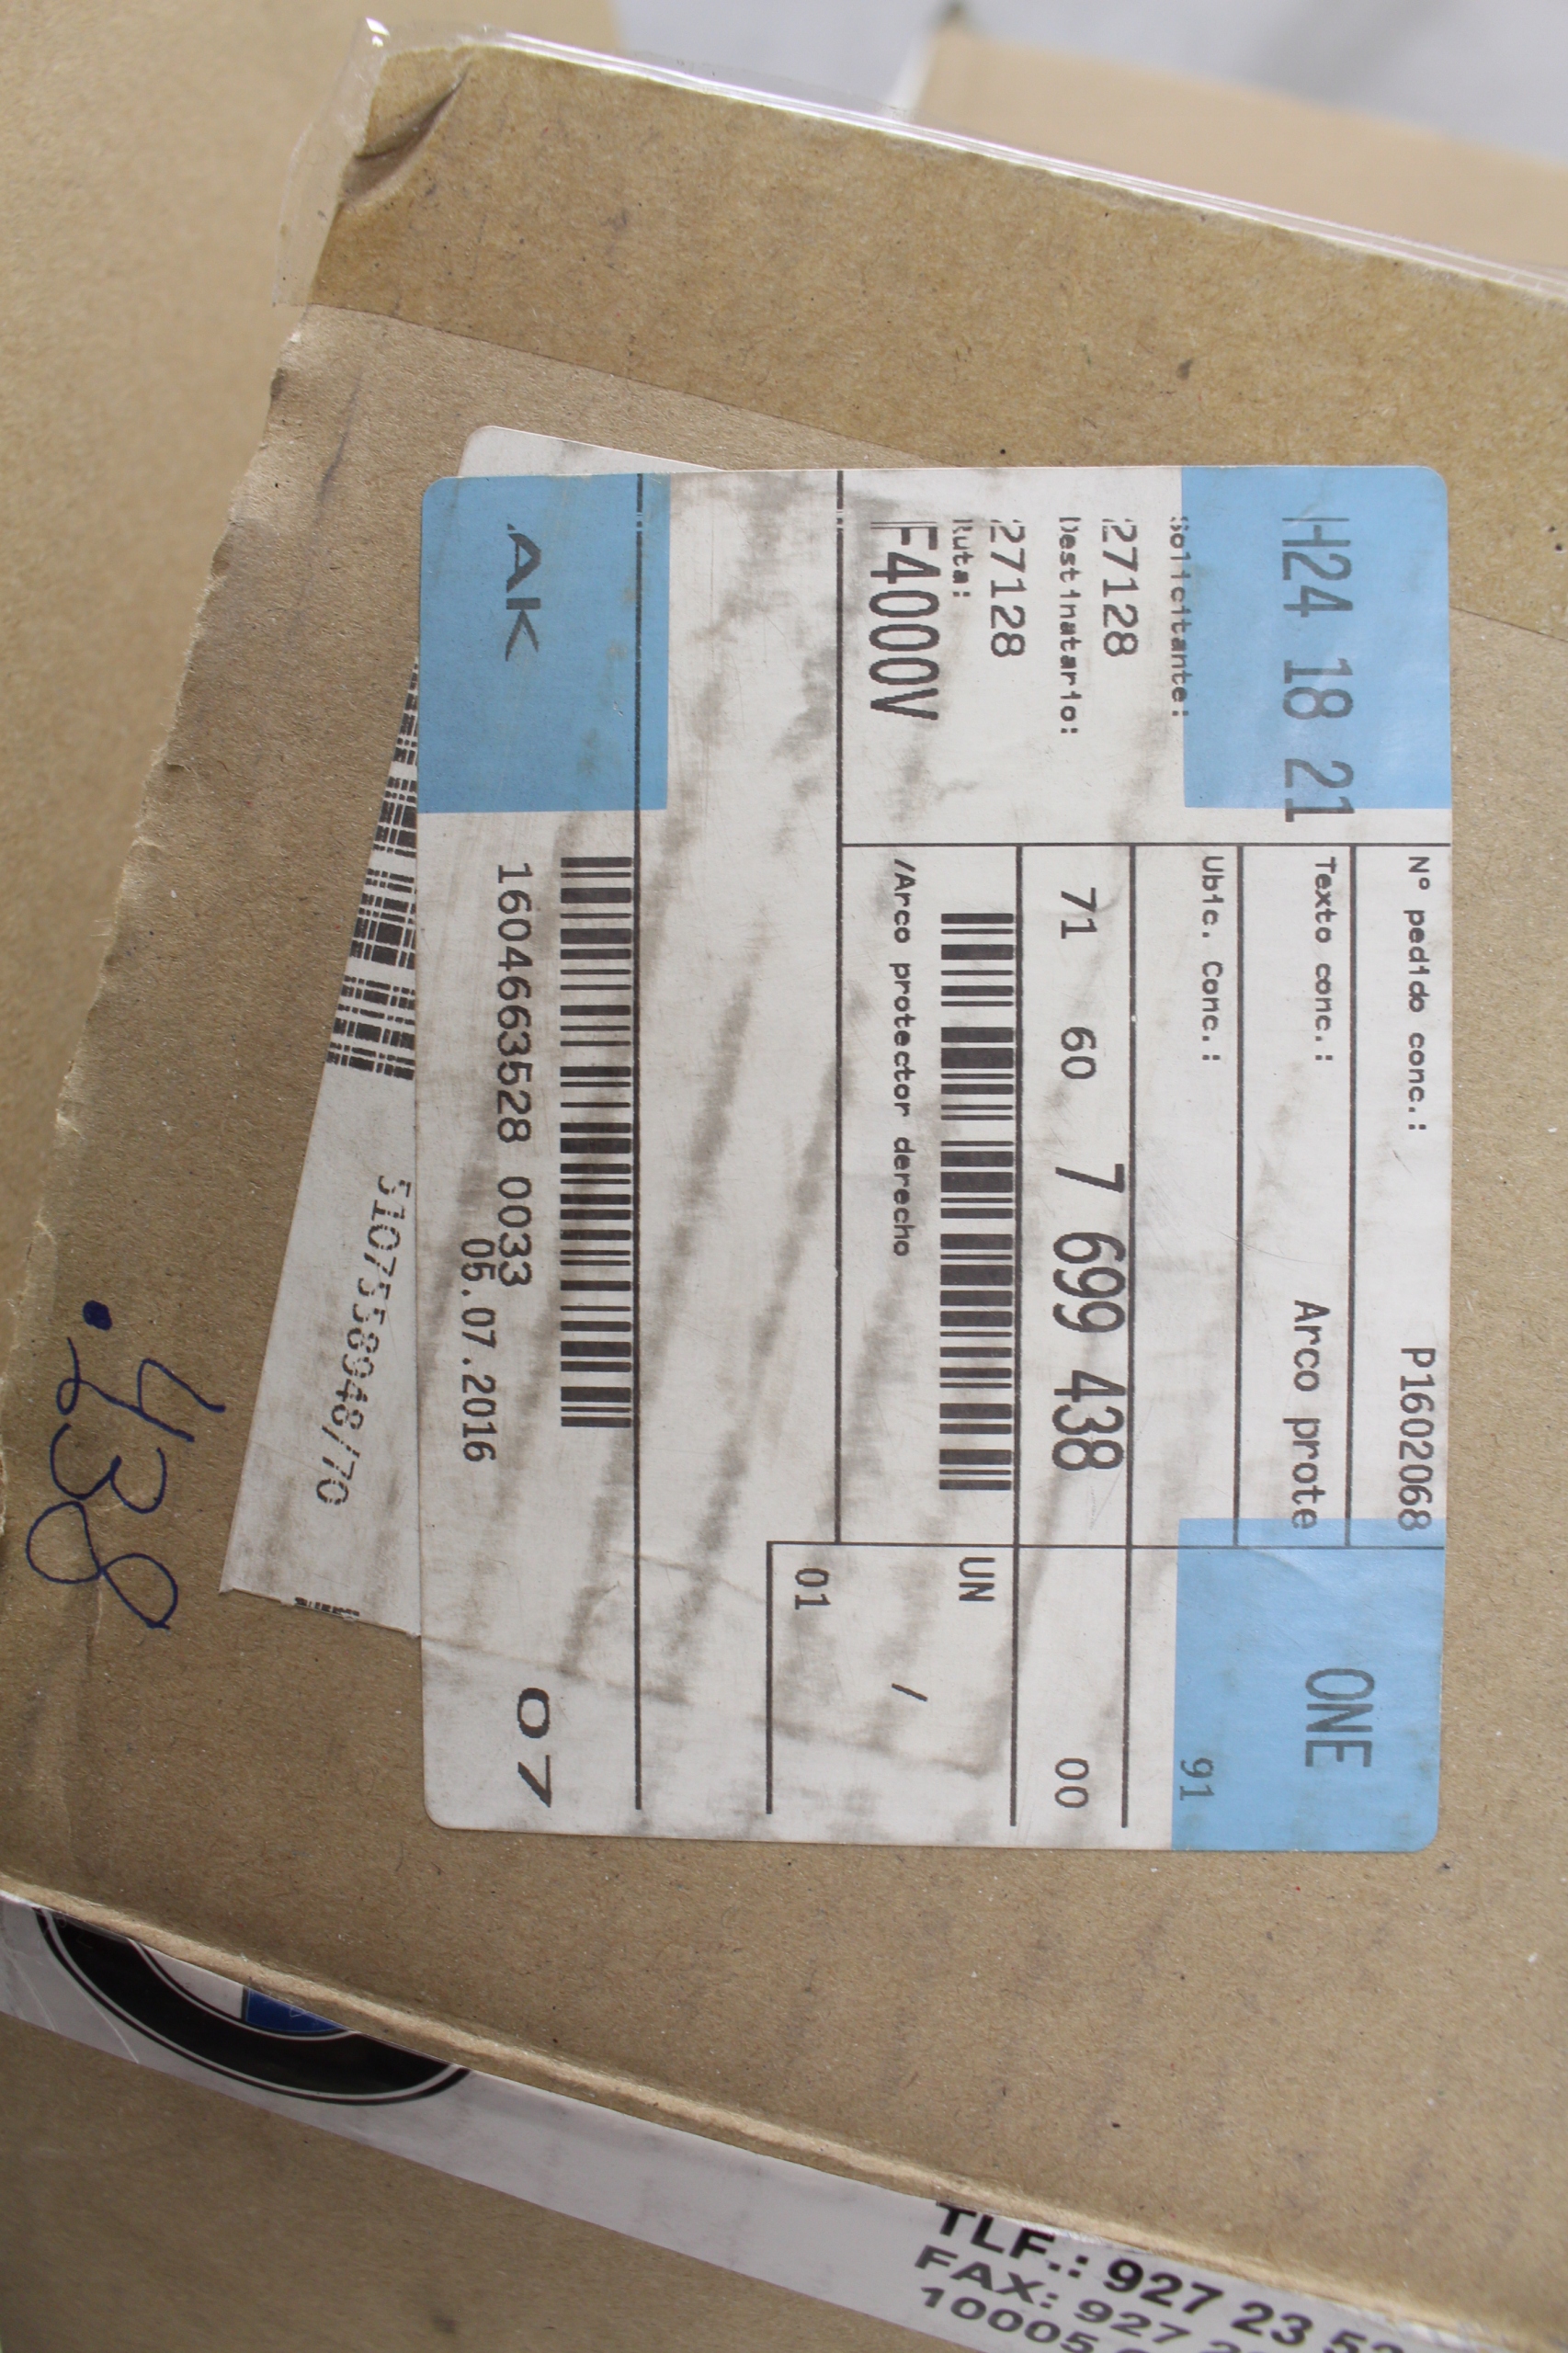 H24 18 21
Nº pedido conc.:
P1602068
ONE
Texto conc.:
Arco prote
Solicitante:
Ubic. Conc.:
91
27128
Destinatario:
71 60 7 699 438
00
27128
Ruta:
UN
F4000V
/Arco protector derecho
/
01
AK
1604663528 0033
05.07.2016
07
5107558948/70
438
TLF.: 927 23
FAX: 927
10005